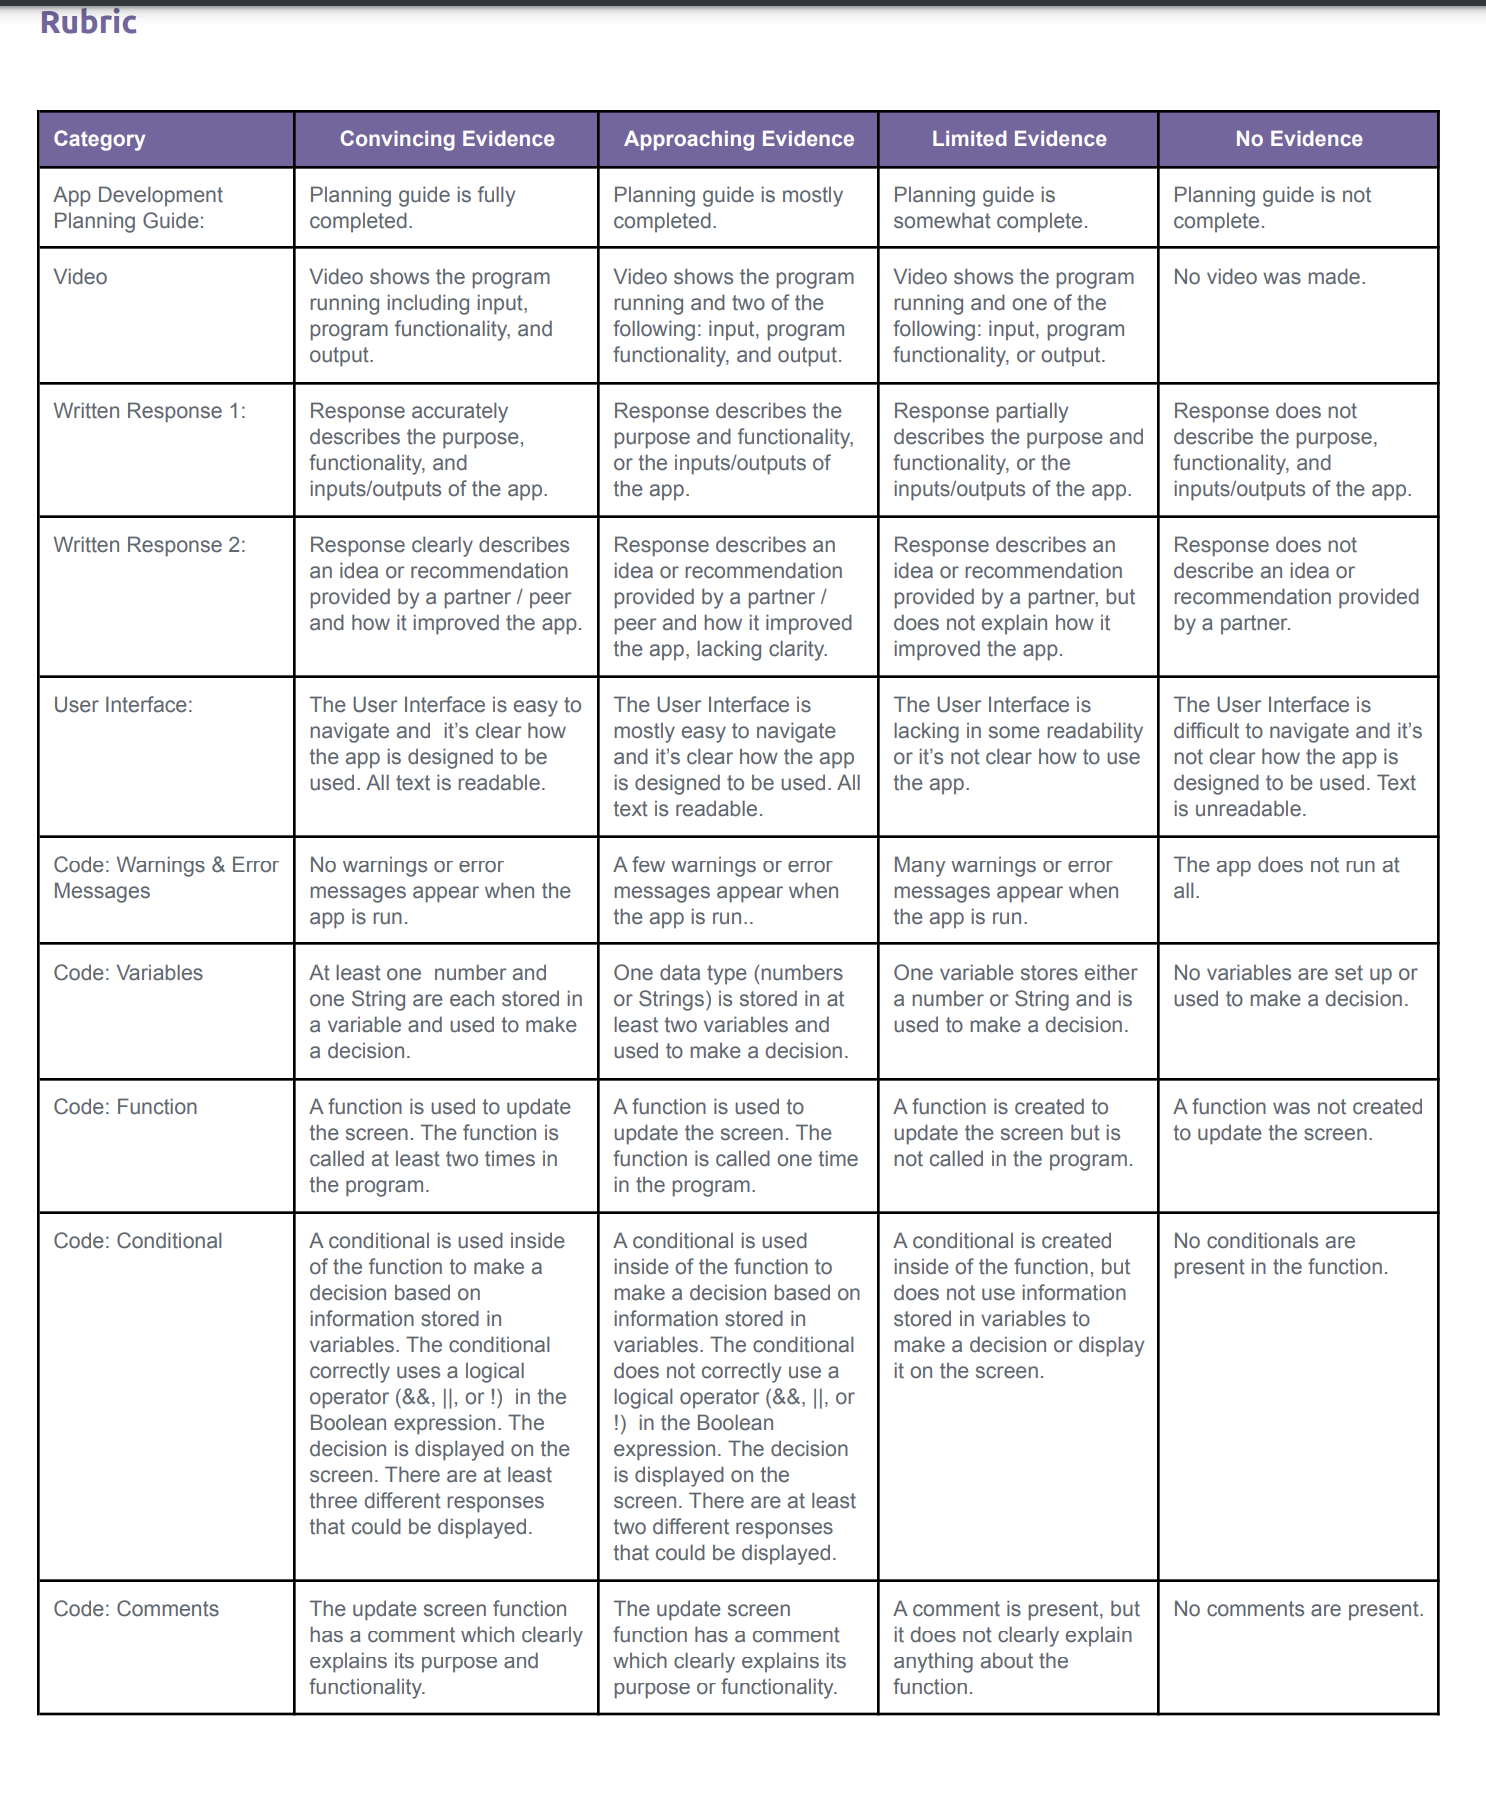 Rubric
Category
Convincing Evidence
Approaching Evidence
Limited Evidence
No Evidence
App Development
Planning Guide:
Planning guide is fully
completed.
Planning guide is mostly
completed.
Planning guide is
somewhat complete.
Planning guide is not
complete.
Video
Video shows the program
running including input,
program functionality, and
output.
Video shows the program
running and two of the
following: input, program
functionality, and output.
Video shows the program
running and one of the
following: input, program
functionality, or output.
No video was made.
Written Response 1:
Response accurately
describes the purpose,
functionality, and
inputs/outputs of the app.
Response describes the
purpose and functionality,
or the inputs/outputs of
the app.
Response partially
describes the purpose and
functionality, or the
inputs/outputs of the app.
Response does not
describe the purpose,
functionality, and
inputs/outputs of the app.
Written Response 2:
Response clearly describes
an idea or recommendation
provided by a partner / peer
and how it improved the app.
Response describes an
idea or recommendation
provided by a partner /
peer and how it improved
the app, lacking clarity.
Response describes an
idea or recommendation
provided by a partner, but
does not explain how it
improved the app.
Response does not
describe an idea or
recommendation provided
by a partner.
User Interface:
The User Interface is easy to
navigate and  it’s clear how
the app is designed to be
used. All text is readable.
The User Interface is
mostly easy to navigate
and it’s clear how the app
is designed to be used. All
text is readable.
The User Interface is
lacking in some readability
or it’s not clear how to use
the app.
The User Interface is
difficult to navigate and it’s
not clear how the app is
designed to be used. Text
is unreadable.
Code: Warnings & Error
Messages
No warnings or error
messages appear when the
app is run.
A few warnings or error
messages appear when
the app is run..
Many warnings or error
messages appear when
the app is run.
The app does not run at
all.
Code: Variables
At least one  number and
one String are each stored in
a variable and used to make
a decision.
One data type (numbers
or Strings) is stored in at
least two variables and
used to make a decision.
One variable stores either
a number or String and is
used to make a decision.
No variables are set up or
used to make a decision.
Code: Function
A function is used to update
the screen. The function is
called at least two times in
the program.
A function is used to
update the screen. The
function is called one time
in the program.
A function is created to
update the screen but is
not called in the program.
A function was not created
to update the screen.
Code: Conditional
A conditional is used inside
of the function to make a
decision based on
information stored in
variables. The conditional
correctly uses a logical
operator (&&, ||, or !)  in the
Boolean expression. The
decision is displayed on the
screen. There are at least
three different responses
that could be displayed.
A conditional is used
inside of the function to
make a decision based on
information stored in
variables. The conditional
does not correctly use a
logical operator (&&, ||, or
!)  in the Boolean
expression. The decision
is displayed on the
screen. There are at least
two different responses
that could be displayed.
A conditional is created
inside of the function, but
does not use information
stored in variables to
make a decision or display
it on the screen.
No conditionals are
present in the function.
Code: Comments
The update screen function
has a comment which clearly
explains its purpose and
functionality.
The update screen
function has a comment
which clearly explains its
purpose or functionality.
A comment is present, but
it does not clearly explain
anything about the
function.
No comments are present.